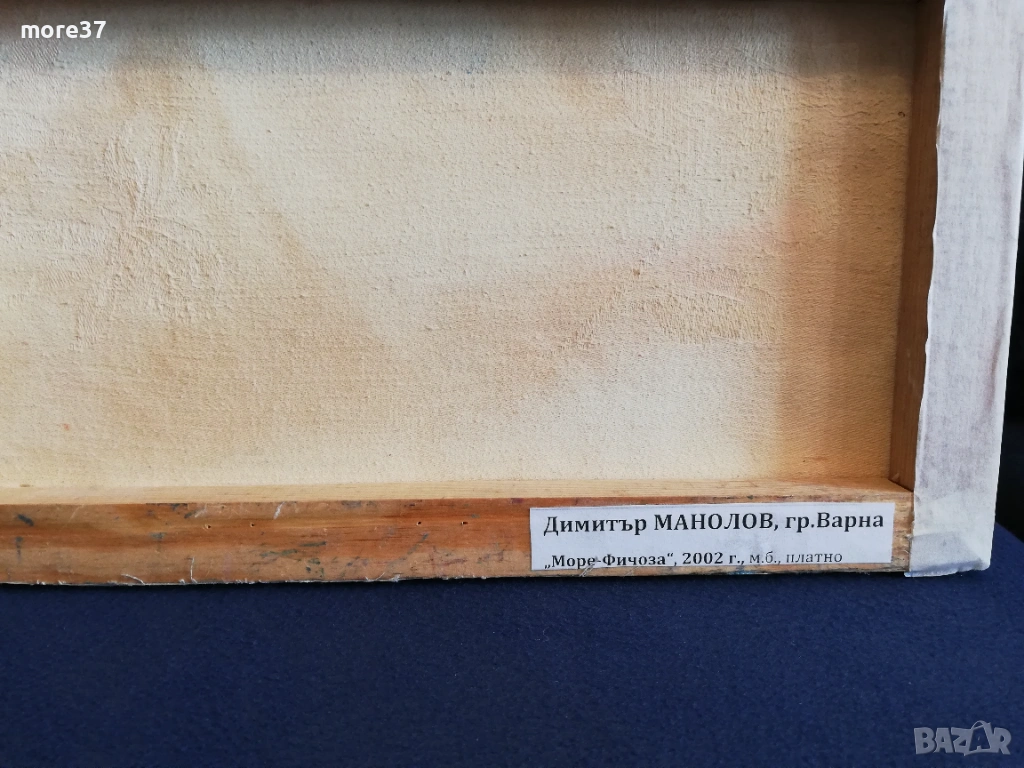 more37
Димитър МАНОЛОВ, гр.Варна
„Море-Фичоза“, 2002 г., м.б., платно
BAZAR